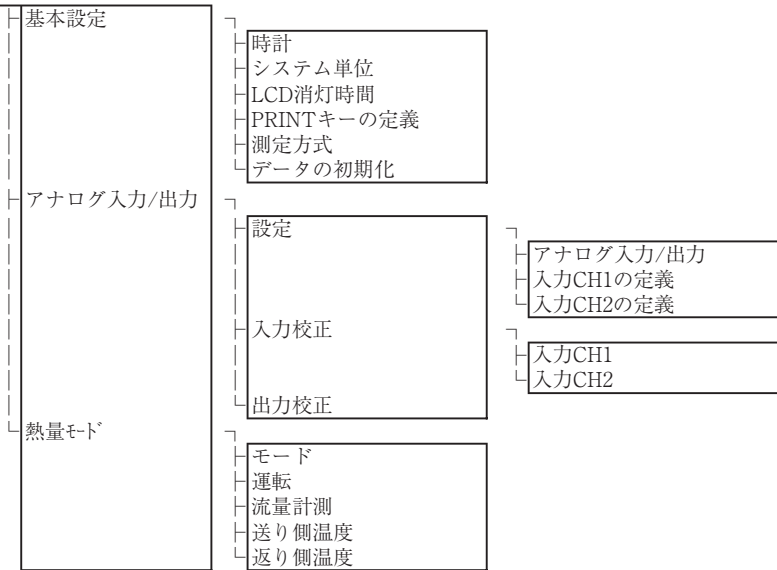 基本設定
時計
システム単位
LCD消灯時間
PRINTキーの定義
測定方式
データの初期化
アナログ入力/出力
設定
アナログ入力/出力
入力CH1の定義
入力CH2の定義
入力校正
入力CH1
入力CH2
出力校正
熱量ﾓｰﾄﾞ
モード
運転
流量計測
送り側温度
返り側温度